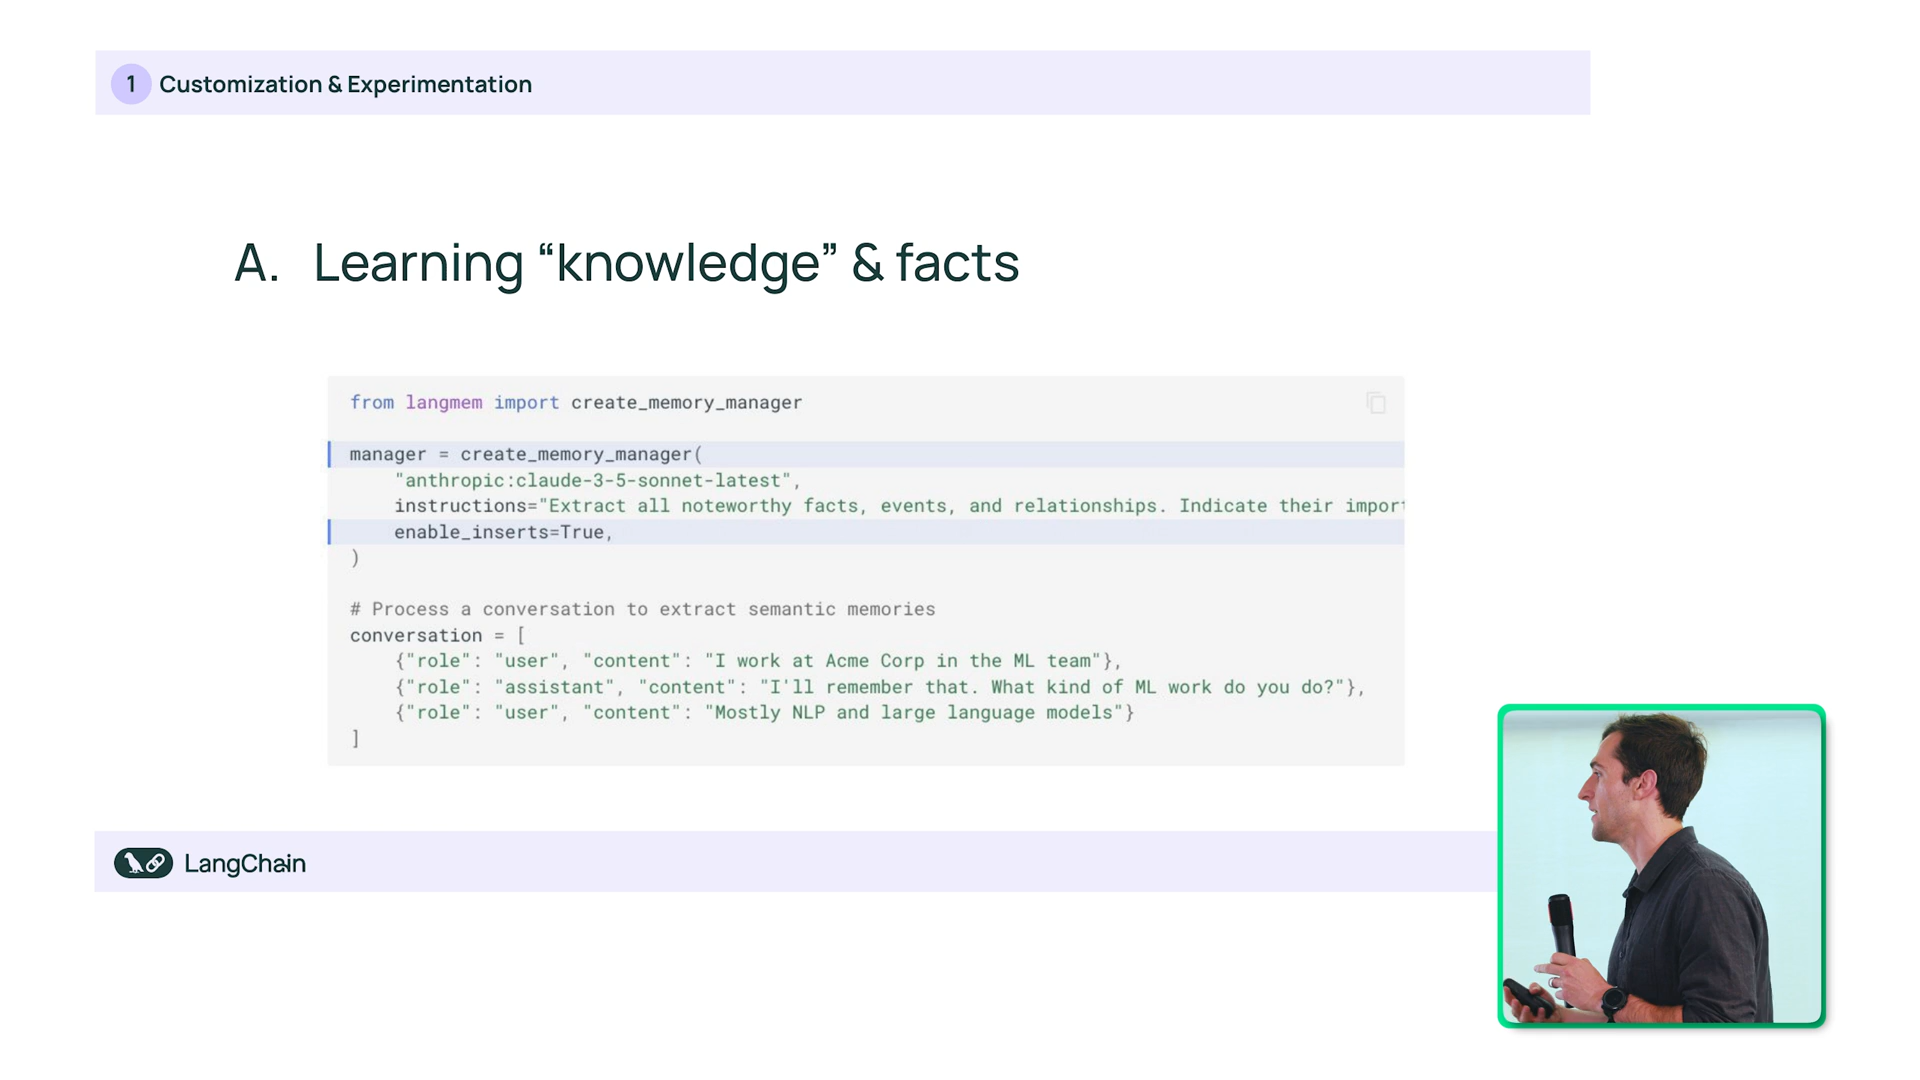 1 Customization & Experimentation
A. Learning “knowledge” & facts
from langmem import create_memory_manager
manager = create_memory_manager(
"anthropic:claude-3-5-sonnet-latest",
instructions="Extract all noteworthy facts, events, and relationships. Indicate their
enable_inserts=True,
)
# Process a conversation to extract semantic memories
conversation = [
{"role": "user", "content": "I work at Acme Corp in the ML team"},
{"role": "assistant", "content": "I'll remember that. What kind of ML work do you do?"},
{"role": "user", "content": "Mostly NLP and large language models"}
]
LangChain